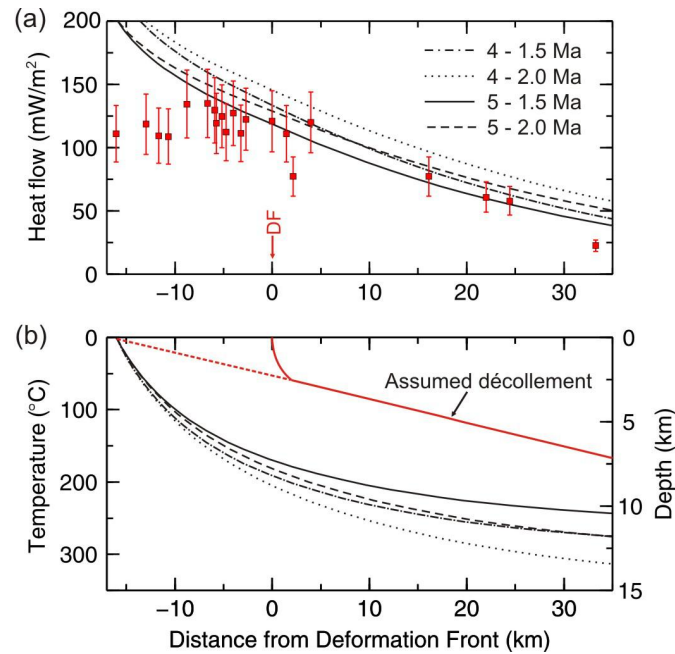 (a)
200
150
100
50
0
Heat flow (mW/m²)
4 - 1.5 Ma
4 - 2.0 Ma
5 - 1.5 Ma
5 - 2.0 Ma
DF
−10 0 10 20 30
(b)
0
100
200
300
Temperature (°C)
Assumed décollement
0
5
10
15
Depth (km)
−10 0 10 20 30
Distance from Deformation Front (km)